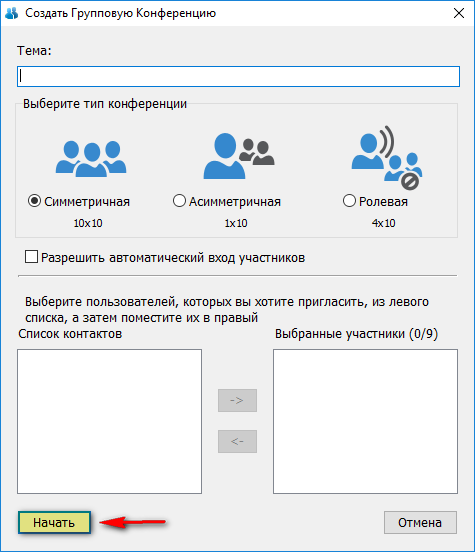 Создать Групповую Конференцию
Тема:
Выберите тип конференции
Симметричная
Асимметричная
Ролевая
10x10
1x10
4x10
Разрешить автоматический вход участников
Выберите пользователей, которых вы хотите пригласить, из левого
списка, а затем поместите их в правый
Список контактов
Выбранные участники (0/9)
->
<-
Начать
Отмена